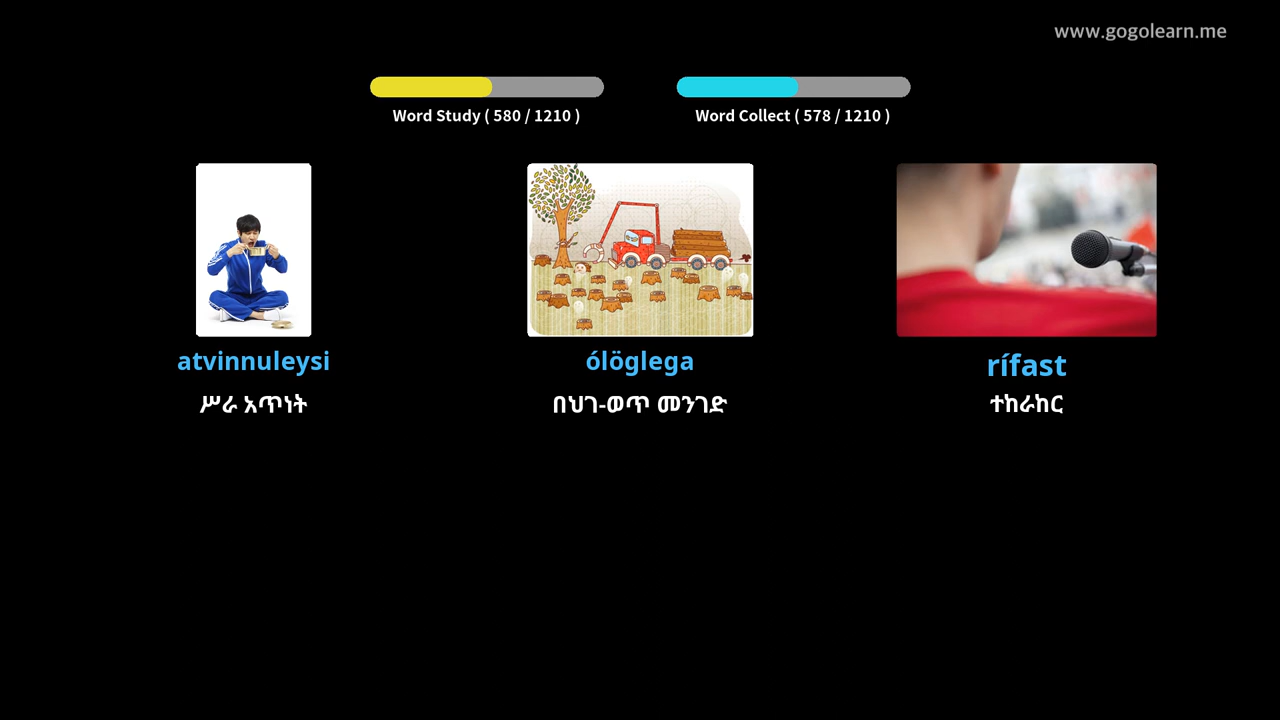 www.gogolearn.me
Word Study ( 580 / 1210 )
Word Collect ( 578 / 1210 )
atvinnuleysi
ólöglega
rífast
ሥራ አጥነት
በህገ-ወጥ መንገድ
ተከራከር